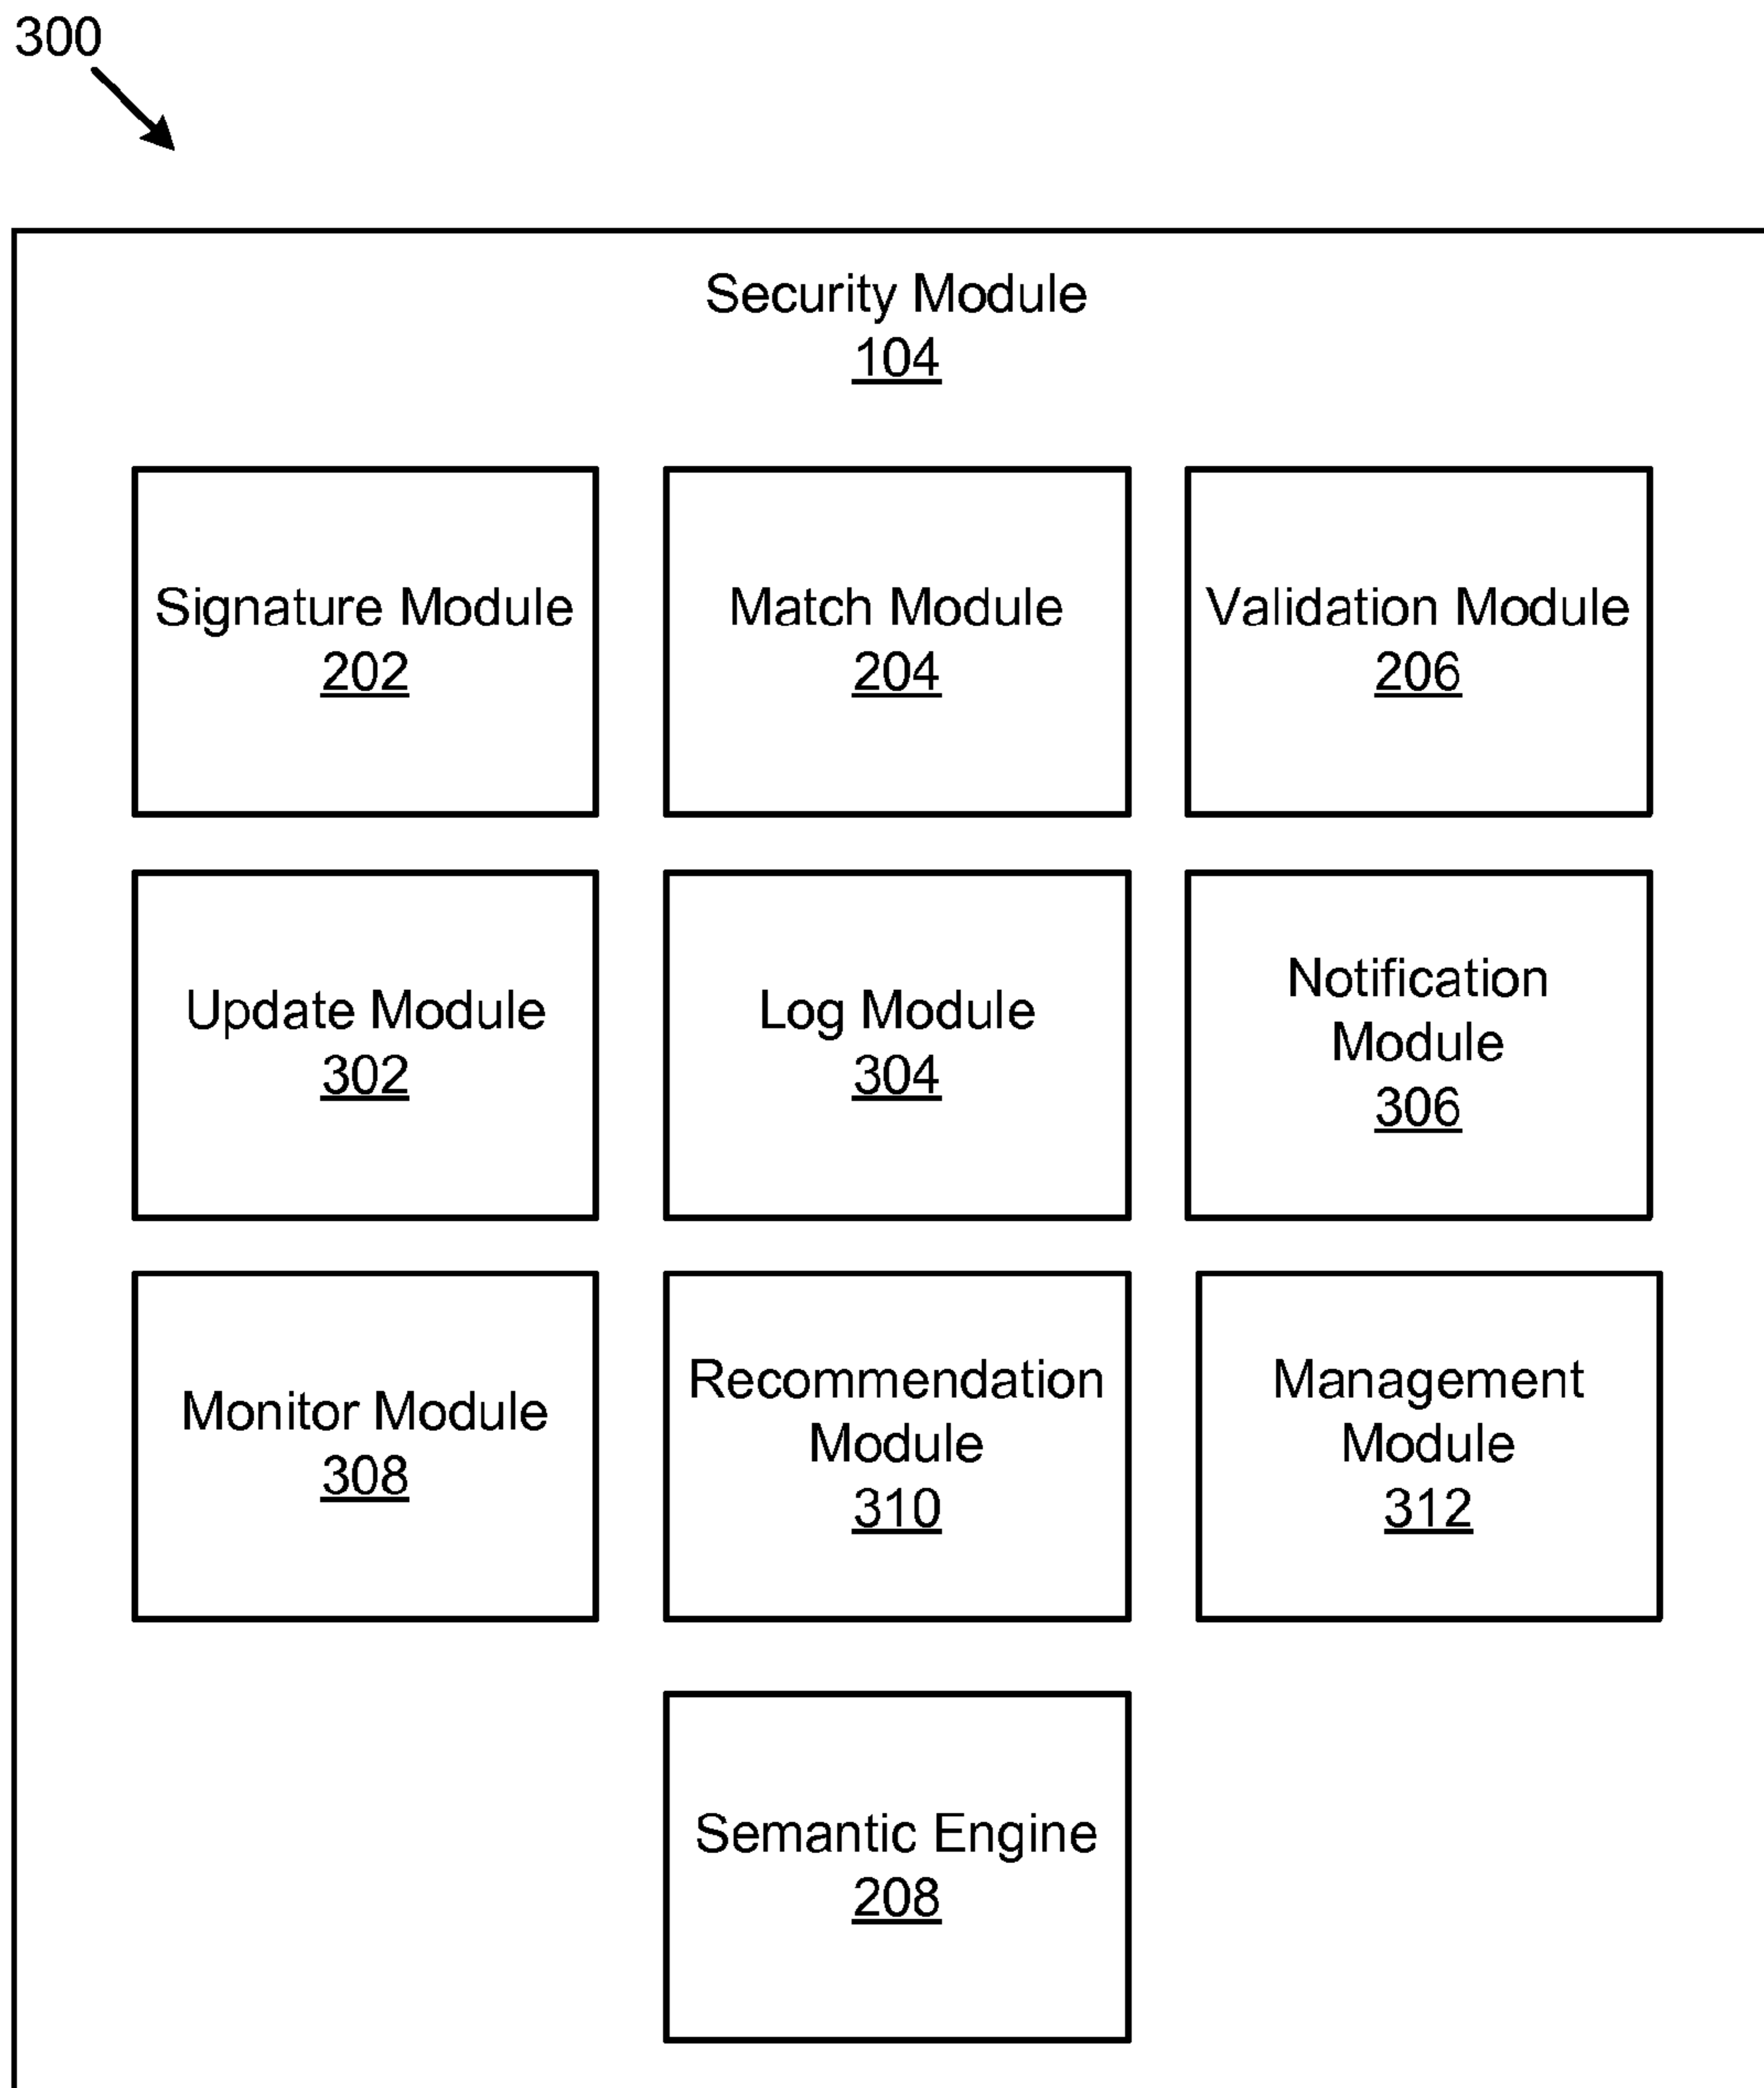 300
Security Module
104
Signature Module
202
Match Module
204
Validation Module
206
Update Module
302
Log Module
304
Notification
Module
306
Monitor Module
308
Recommendation
Module
310
Management
Module
312
Semantic Engine
208